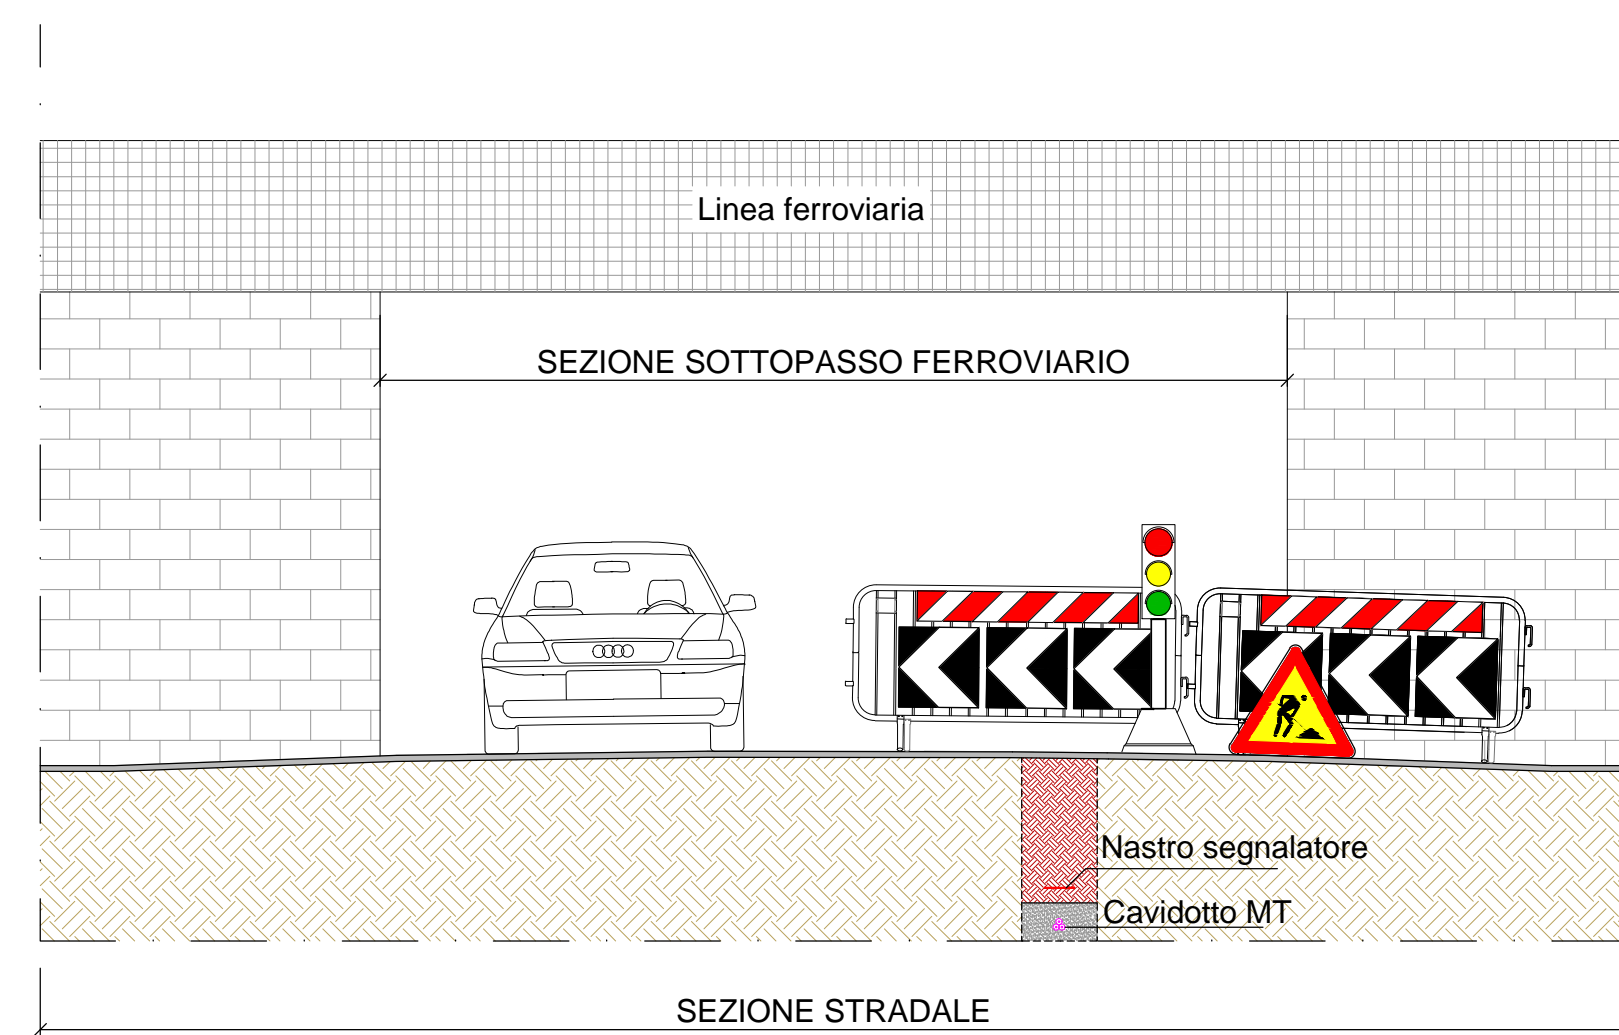 Linea ferroviaria
SEZIONE SOTTOPASSO FERROVIARIO
Nastro segnalatore
Cavidotto MT
SEZIONE STRADALE